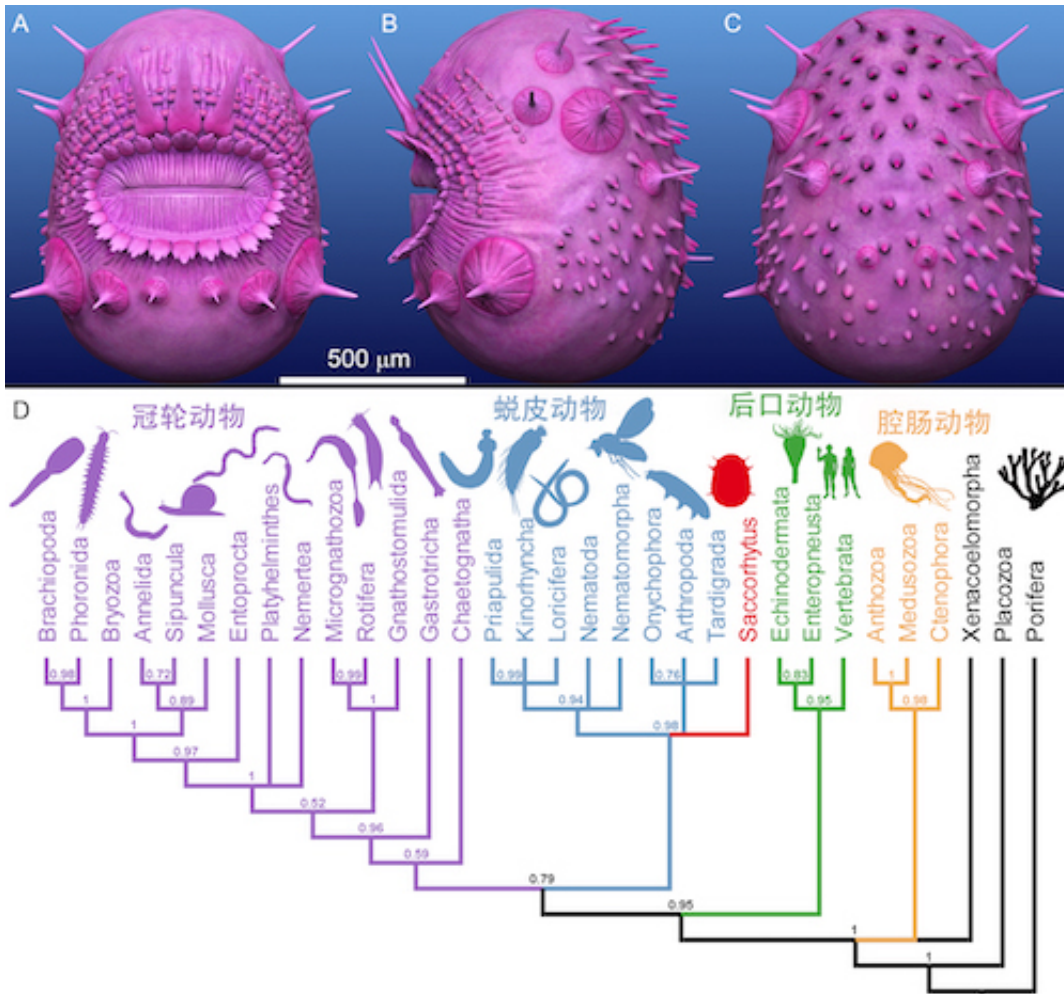 A
B
C
500 µm
D
冠轮动物
蜕皮动物
后口动物
腔肠动物
Brachiopoda
Phoronida
Bryozoa
Annelida
Sipuncula
Mollusca
Entoprocta
Platyhelminthes
Nemertea
Micrognathozoa
Rotifera
Gnathostomulida
Gastrotricha
Chaetognatha
Priapulida
Kinorhyncha
Loricifera
Nematoda
Nematomorpha
Onychophora
Arthropoda
Tardigrada
Saccorhytus
Echinodermata
Enteropneusta
Vertebrata
Anthozoa
Medusozoa
Ctenophora
Xenacoelomorpha
Placozoa
Porifera
0.98
0.72
0.99
0.99
0.76
0.83
1
1
0.89
1
0.94
0.95
0.98
1
0.98
0.97
1
0.52
0.96
0.59
0.79
0.95
1
1